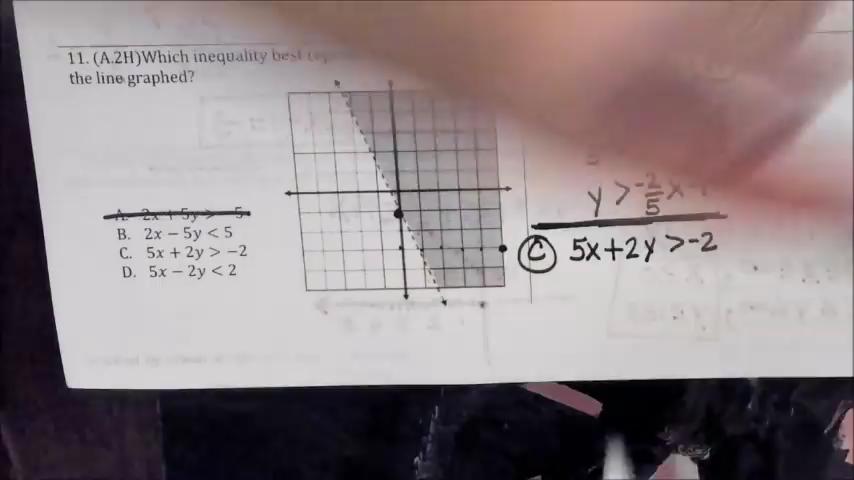 11. (A.2H)Which inequality best
the line graphed?
A. 2x + 5y > -5
B. 2x − 5y < 5
C. 5x + 2y > −2
D. 5x − 2y < 2
y > -2/5 x
C 5x+2y >-2